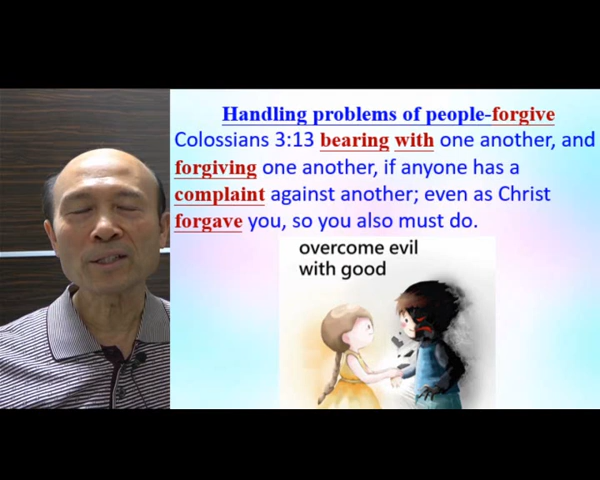 Handling problems of people-forgive
Colossians 3:13 bearing with one another, and
forgiving one another, if anyone has a
complaint against another; even as Christ
forgave you, so you also must do.
overcome evil
with good